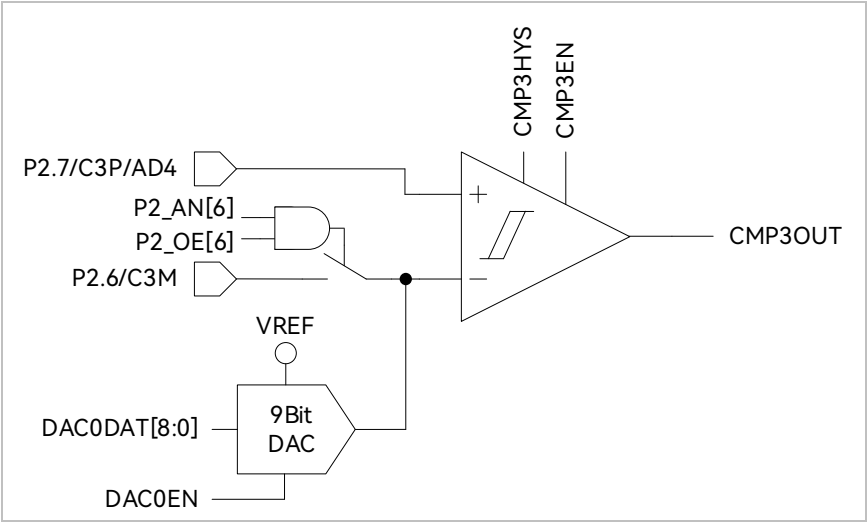 CMP3HYS
CMP3EN
P2.7/C3P/AD4
+
P2_AN[6]
P2_OE[6]
CMP3OUT
P2.6/C3M
−
VREF
9Bit
DAC
DAC0DAT[8:0]
DAC0EN